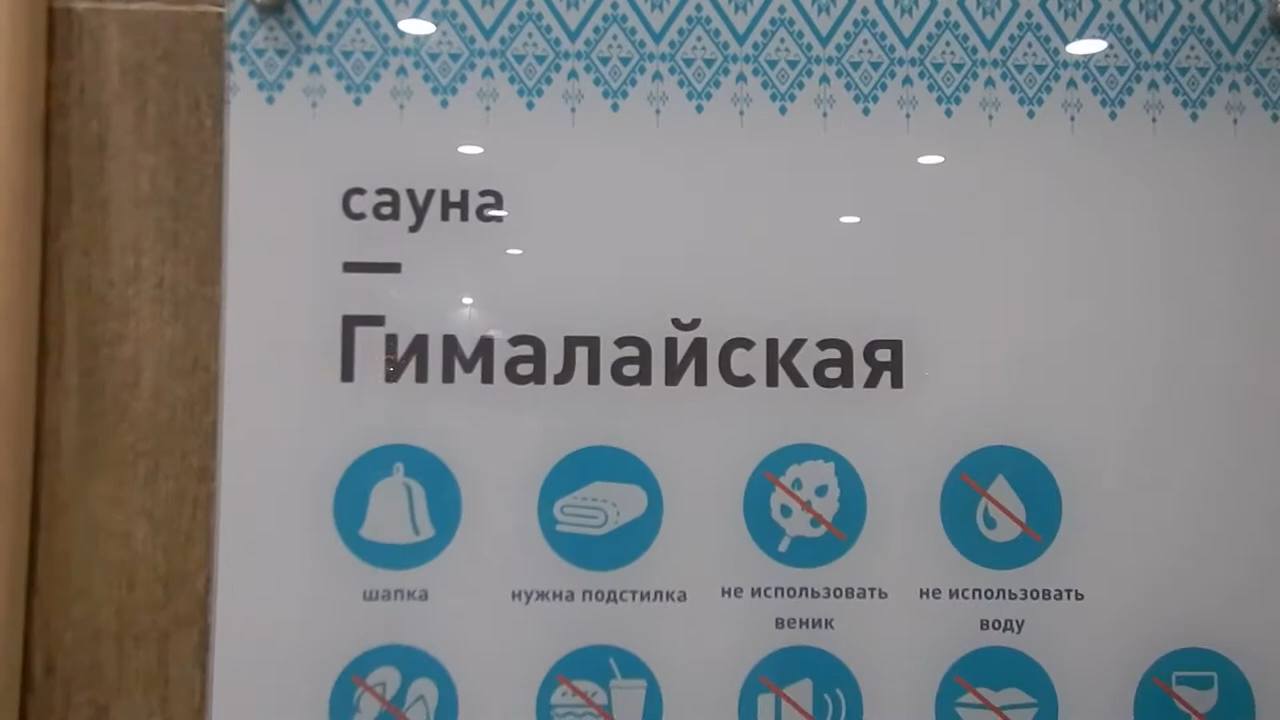 сауна
Гималайская
шапка
нужна подстилка
не использовать
веник
не использовать
воду